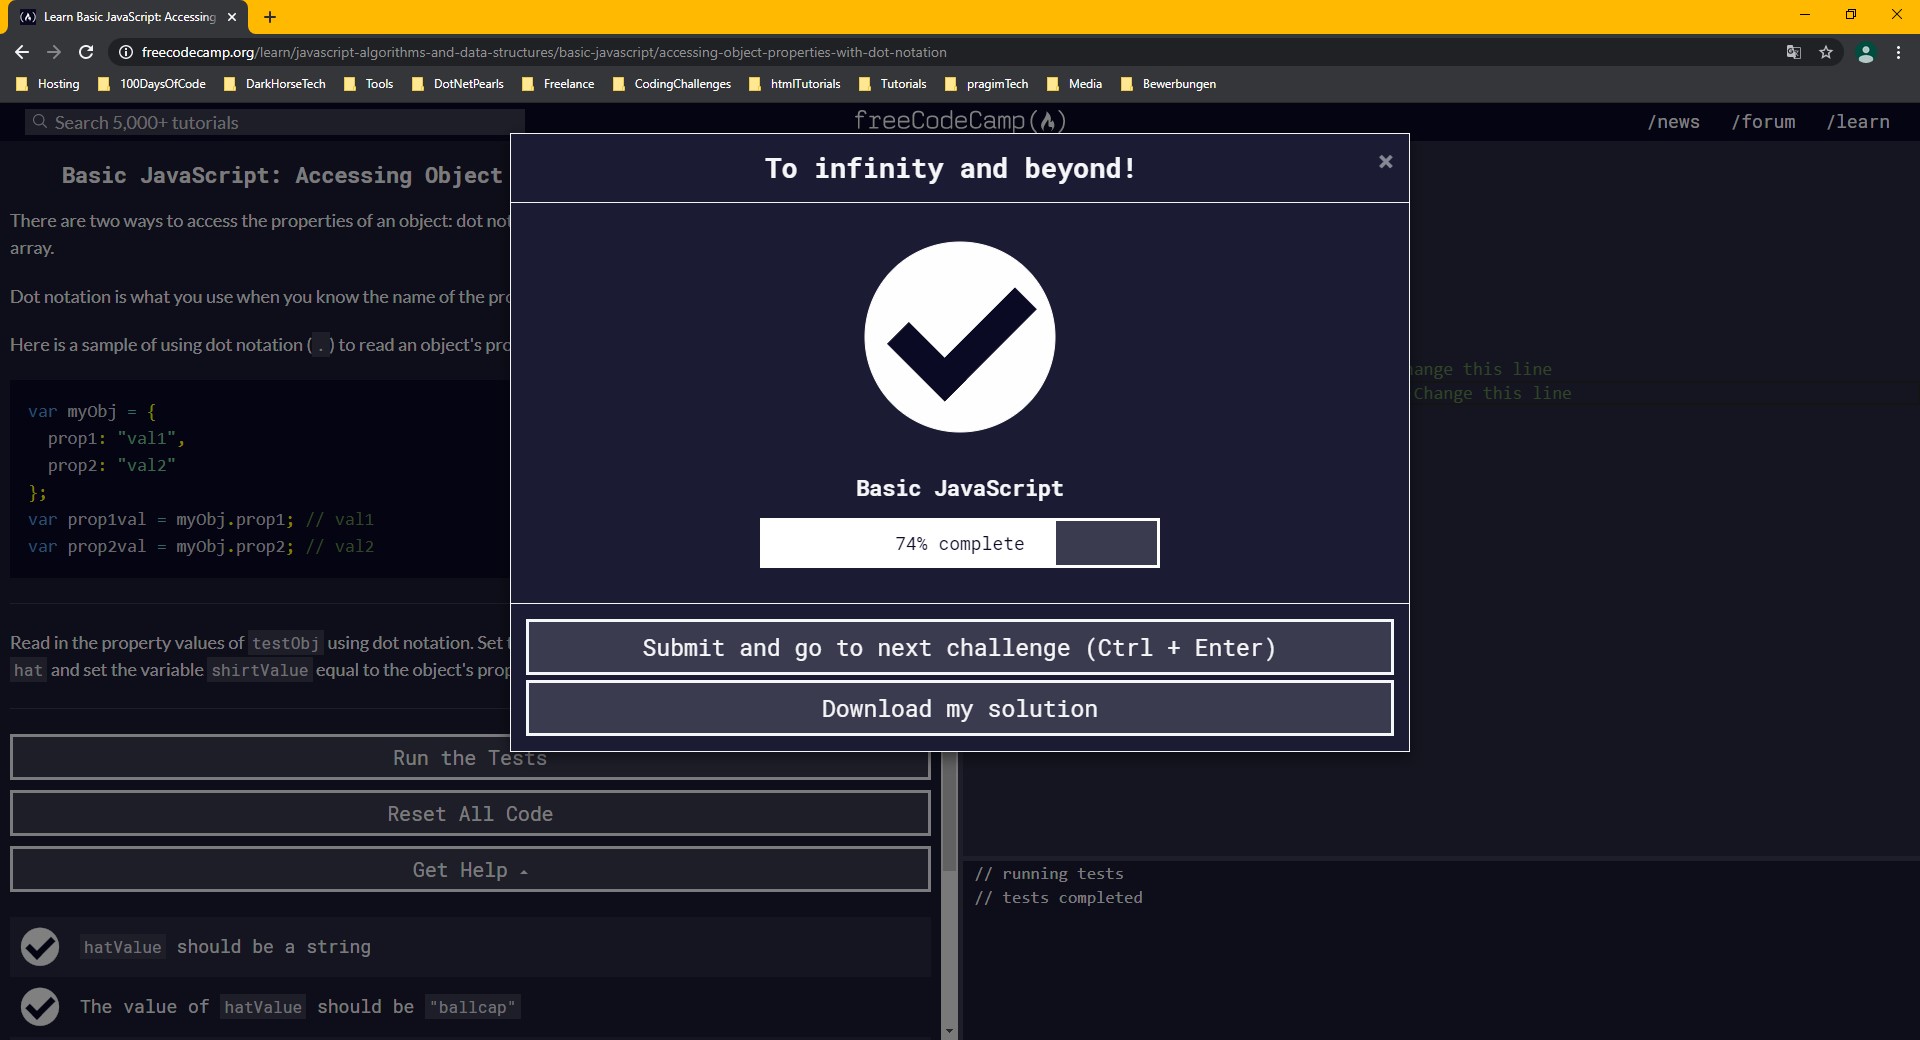 Learn Basic JavaScript: Accessing
freecodecamp.org/learn/javascript-algorithms-and-data-structures/basic-javascript/accessing-object-properties-with-dot-notation
Hosting 100DaysOfCode DarkHorseTech Tools DotNetPearls Freelance CodingChallenges htmlTutorials Tutorials pragimTech Media Bewerbungen
Search 5,000+ tutorials
freeCodeCamp
/news /forum /learn
Basic JavaScript: Accessing Object
There are two ways to access the properties of an object: dot
array.
Dot notation is what you use when you know the name of the
Here is a sample of using dot notation ( . ) to read an object's
var myObj = {
prop1: "val1",
prop2: "val2"
};
var prop1val = myObj.prop1; // val1
var prop2val = myObj.prop2; // val2
Read in the property values of testObj using dot notation. Set
hat and set the variable shirtValue equal to the object's
Run the Tests
Reset All Code
Get Help
hatValue should be a string
The value of hatValue should be "ballcap"
To infinity and beyond!
×
Basic JavaScript
74% complete
Submit and go to next challenge (Ctrl + Enter)
Download my solution
this line
Change this line
// running tests
// tests completed